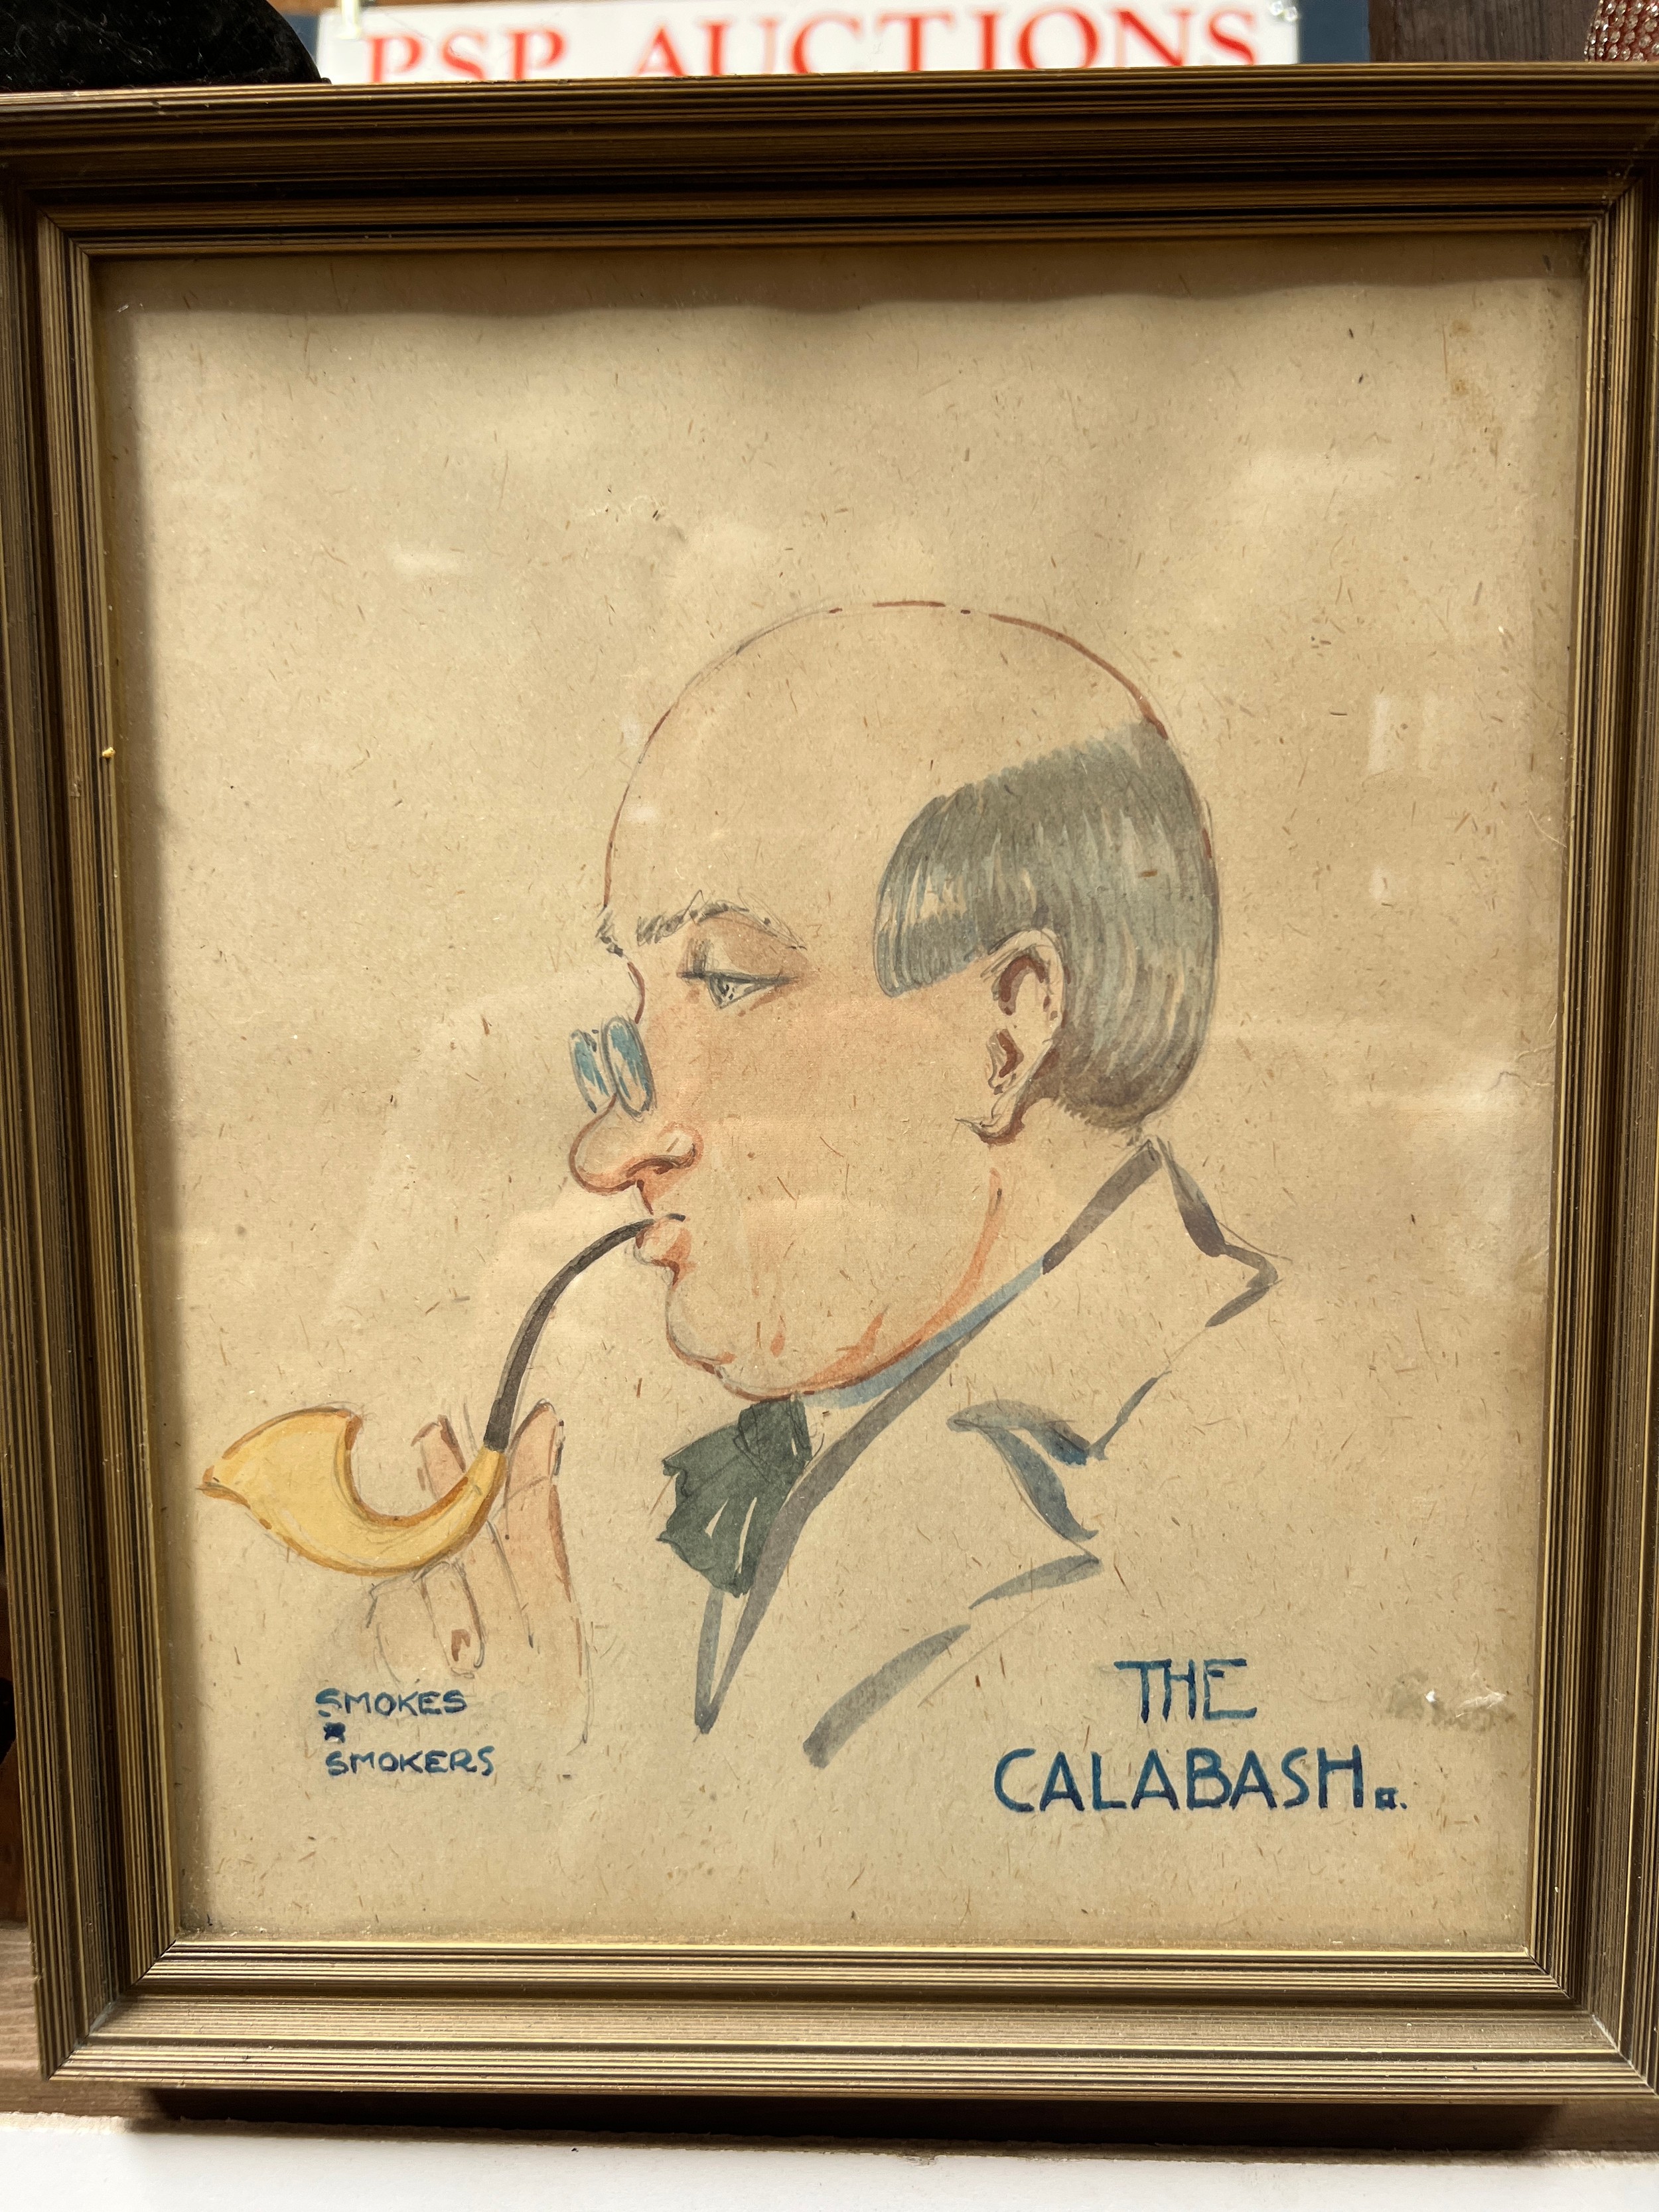 PSP AUCTIONS
SMOKES
&
SMOKERS
THE
CALABASH.